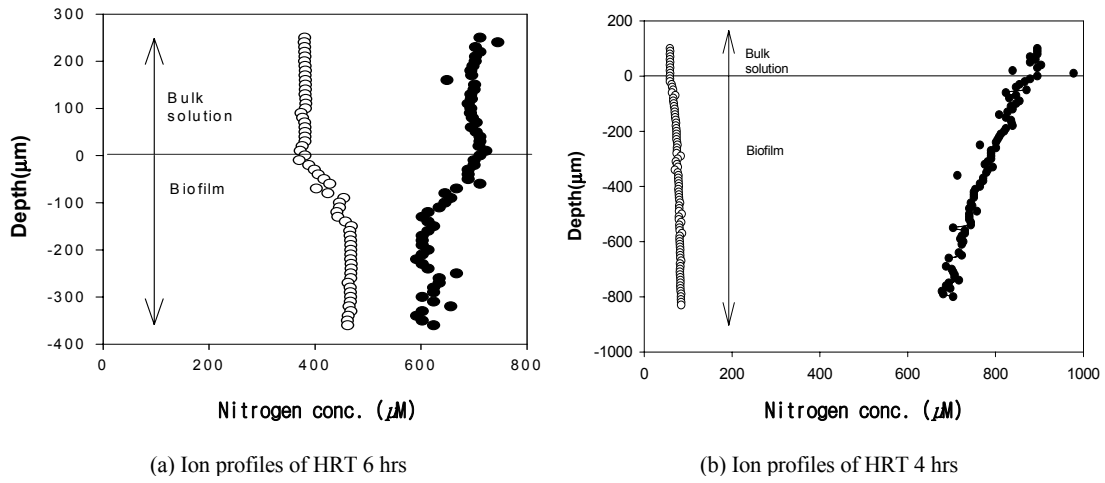 300
200
100
0
-100
-200
-300
-400
Depth(μm)
Bulk
solution
Biofilm
0
200
400
600
800
Nitrogen conc. (μM)
(a) Ion profiles of HRT 6 hrs
200
0
-200
-400
-600
-800
-1000
Depth(μm)
Bulk
solution
Biofilm
0
200
400
600
800
1000
Nitrogen conc. (μM)
(b) Ion profiles of HRT 4 hrs